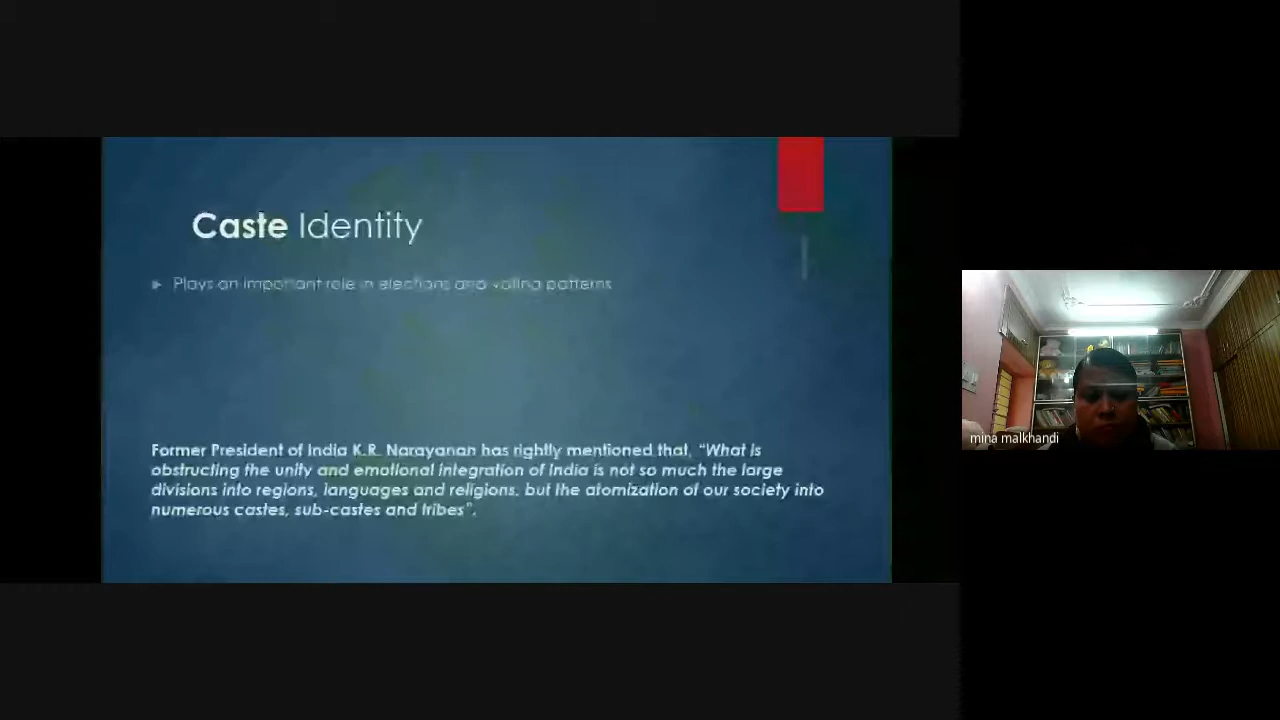 Caste Identity
Plays an important role in elections and voting patterns
Former President of India K.R. Narayanan has rightly mentioned that, “What is
obstructing the unity and emotional integration of India is not so much the large
divisions into regions, languages and religions, but the atomization of our society into
numerous castes, sub-castes and tribes”.
mina malkhandi